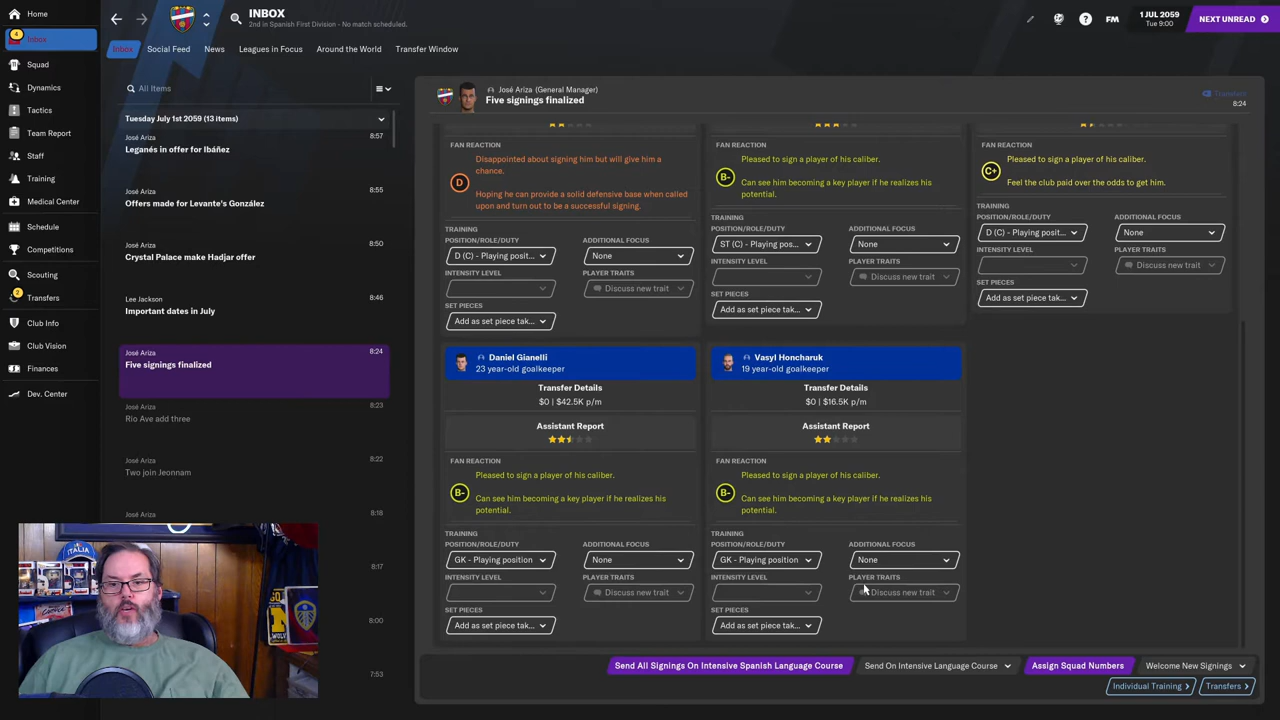 Home
Inbox
4
Squad
Dynamics
Tactics
Team Report
Staff
Training
Medical Center
Schedule
Competitions
Scouting
Transfers
2
Club Info
Club Vision
Finances
Dev. Center
INBOX
2nd in Spanish First Division - No match scheduled.
FM
1 JUL 2059
Tue 9:00
NEXT UNREAD
Inbox
Social Feed
News
Leagues in Focus
Around the World
Transfer Window
All Items
Tuesday July 1st 2059 (13 items)
José Ariza
8:57
Leganés in offer for Ibáñez
José Ariza
8:55
Offers made for Levante's González
José Ariza
8:50
Crystal Palace make Hadjar offer
Lee Jackson
8:46
Important dates in July
José Ariza
8:24
Five signings finalized
José Ariza
8:23
Rio Ave add three
José Ariza
8:22
Two join Jeonnam
José Ariza
8:18
8:17
8:00
7:53
José Ariza (General Manager)
Five signings finalized
Transfers
8:24
FAN REACTION
D
Disappointed about signing him but will give him a
chance.
Hoping he can provide a solid defensive base when called
upon and turn out to be a successful signing.
TRAINING
POSITION/ROLE/DUTY
D (C) - Playing posit...
ADDITIONAL FOCUS
None
INTENSITY LEVEL
PLAYER TRAITS
Discuss new trait
SET PIECES
Add as set piece tak...
FAN REACTION
B-
Pleased to sign a player of his caliber.
Can see him becoming a key player if he realizes his
potential.
TRAINING
POSITION/ROLE/DUTY
ST (C) - Playing pos...
ADDITIONAL FOCUS
None
INTENSITY LEVEL
PLAYER TRAITS
Discuss new trait
SET PIECES
Add as set piece tak...
FAN REACTION
C+
Pleased to sign a player of his caliber.
Feel the club paid over the odds to get him.
TRAINING
POSITION/ROLE/DUTY
D (C) - Playing posit...
ADDITIONAL FOCUS
None
INTENSITY LEVEL
PLAYER TRAITS
Discuss new trait
SET PIECES
Add as set piece tak...
Daniel Gianelli
23 year-old goalkeeper
Transfer Details
$0 | $42.5K p/m
Assistant Report
FAN REACTION
B-
Pleased to sign a player of his caliber.
Can see him becoming a key player if he realizes his
potential.
TRAINING
POSITION/ROLE/DUTY
GK - Playing position
ADDITIONAL FOCUS
None
INTENSITY LEVEL
PLAYER TRAITS
Discuss new trait
SET PIECES
Add as set piece tak...
Vasyl Honcharuk
19 year-old goalkeeper
Transfer Details
$0 | $16.5K p/m
Assistant Report
FAN REACTION
B-
Pleased to sign a player of his caliber.
Can see him becoming a key player if he realizes his
potential.
TRAINING
POSITION/ROLE/DUTY
GK - Playing position
ADDITIONAL FOCUS
None
INTENSITY LEVEL
PLAYER TRAITS
Discuss new trait
SET PIECES
Add as set piece tak...
Send All Signings On Intensive Spanish Language Course
Send On Intensive Language Course
Assign Squad Numbers
Welcome New Signings
Individual Training
Transfers
ITALIA